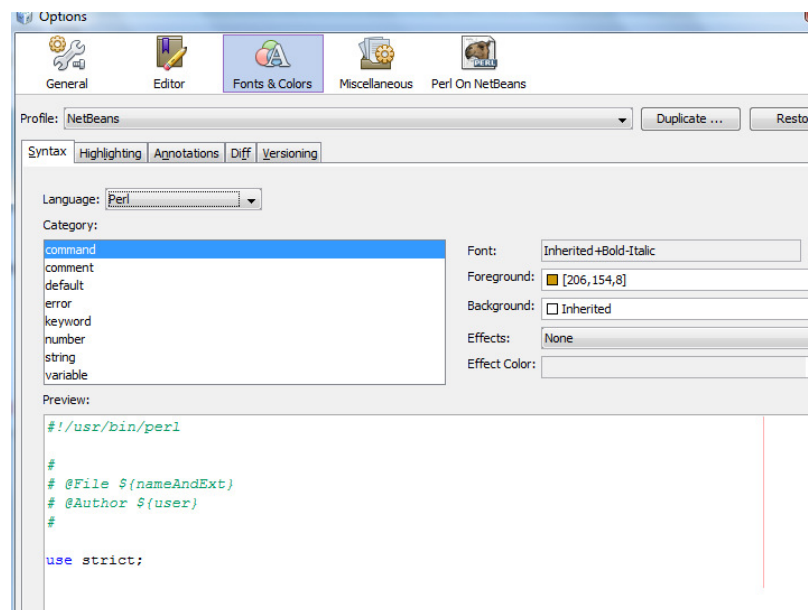 Options
General Editor Fonts & Colors Miscellaneous Perl On NetBeans
PERL
Profile: NetBeans Duplicate ... Resto
Syntax Highlighting Annotations Diff Versioning
Language: Perl
Category:
command
comment
default
error
keyword
number
string
variable
Font: Inherited+Bold-Italic
Foreground: [206,154,8]
Background: Inherited
Effects: None
Effect Color:
Preview:
#!/usr/bin/perl
#
# @File ${nameAndExt}
# @Author ${user}
#
use strict;